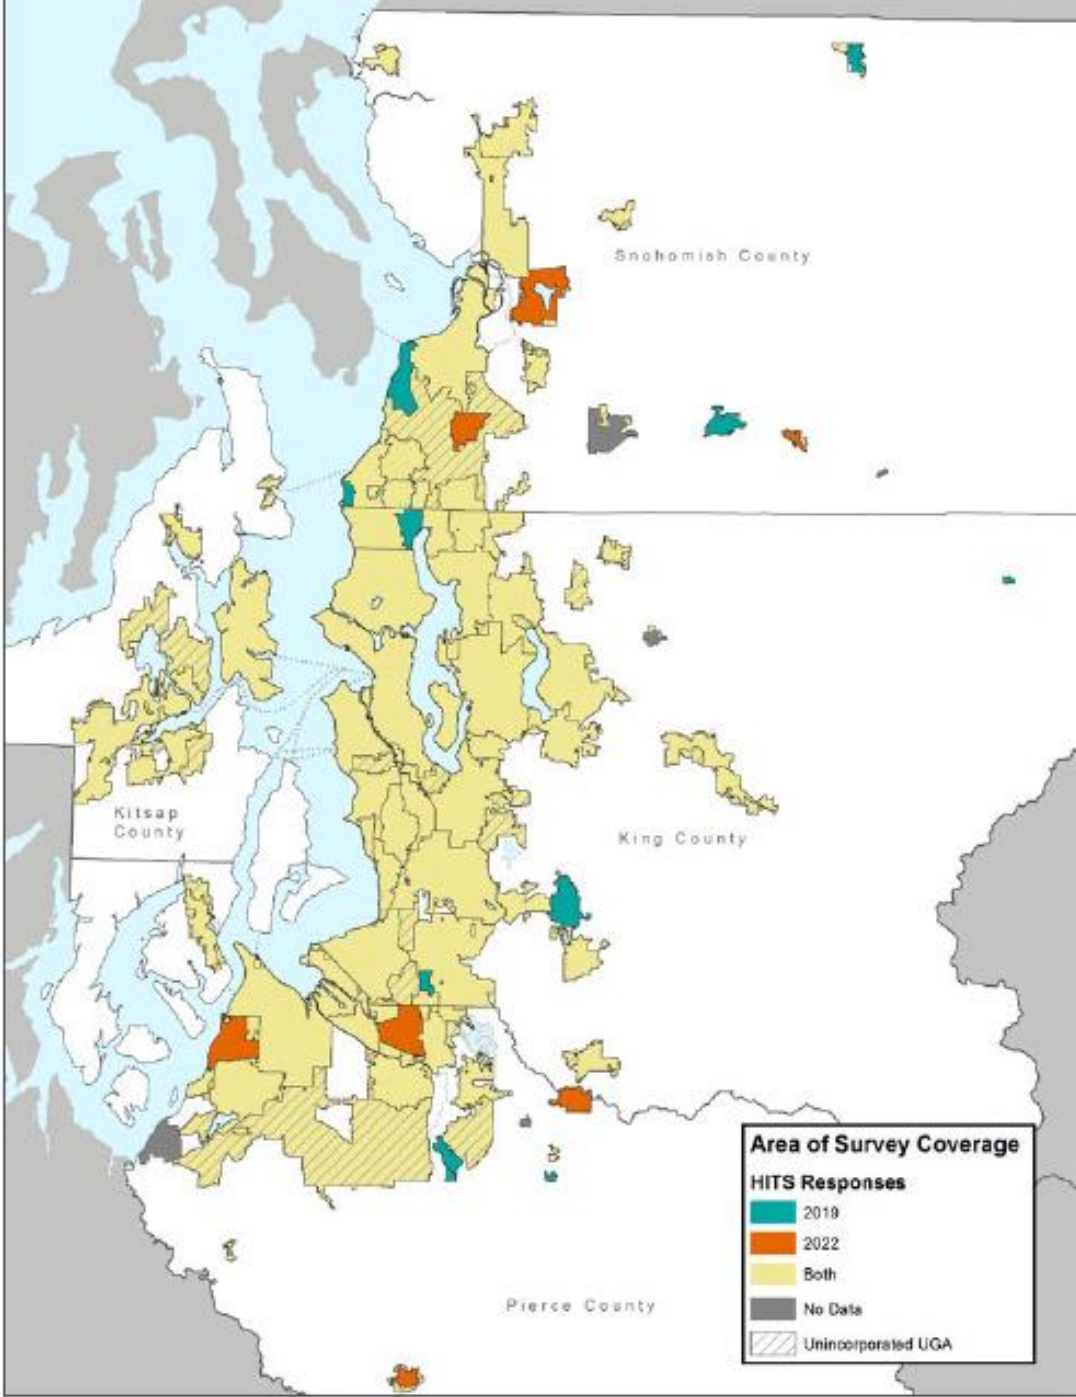 Snohomish County
Kitsap
County
King County
Area of Survey Coverage
HITS Responses
2019
2022
Both
No Data
Unincorporated UGA
Pierce County